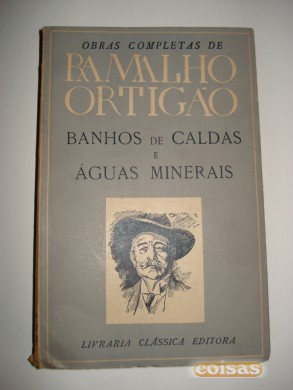 OBRAS COMPLETAS DE
RAMALHO
ORTIGÃO
BANHOS DE CALDAS
E
ÁGUAS MINERAIS
LIVRARIA CLÁSSICA EDITORA
coisas